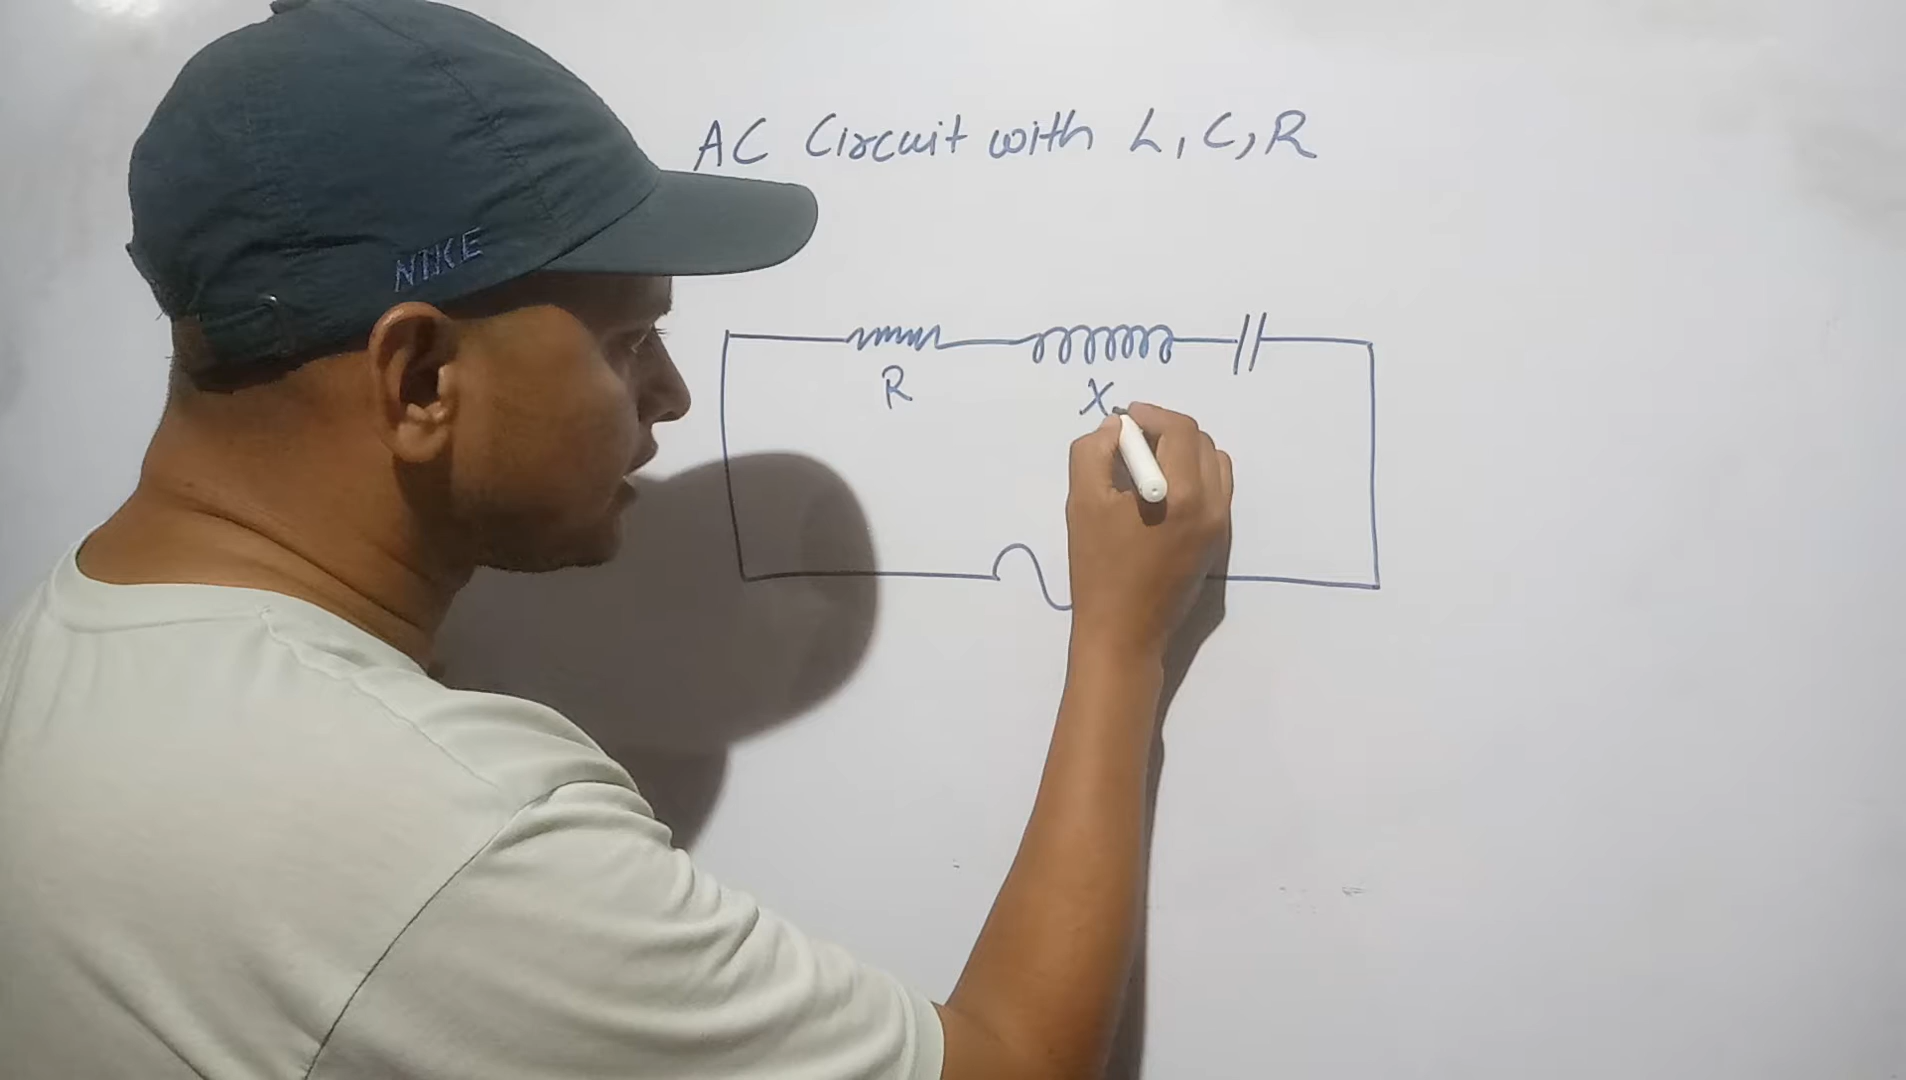 AC Circuit with L, C, R
NIKE
R
X